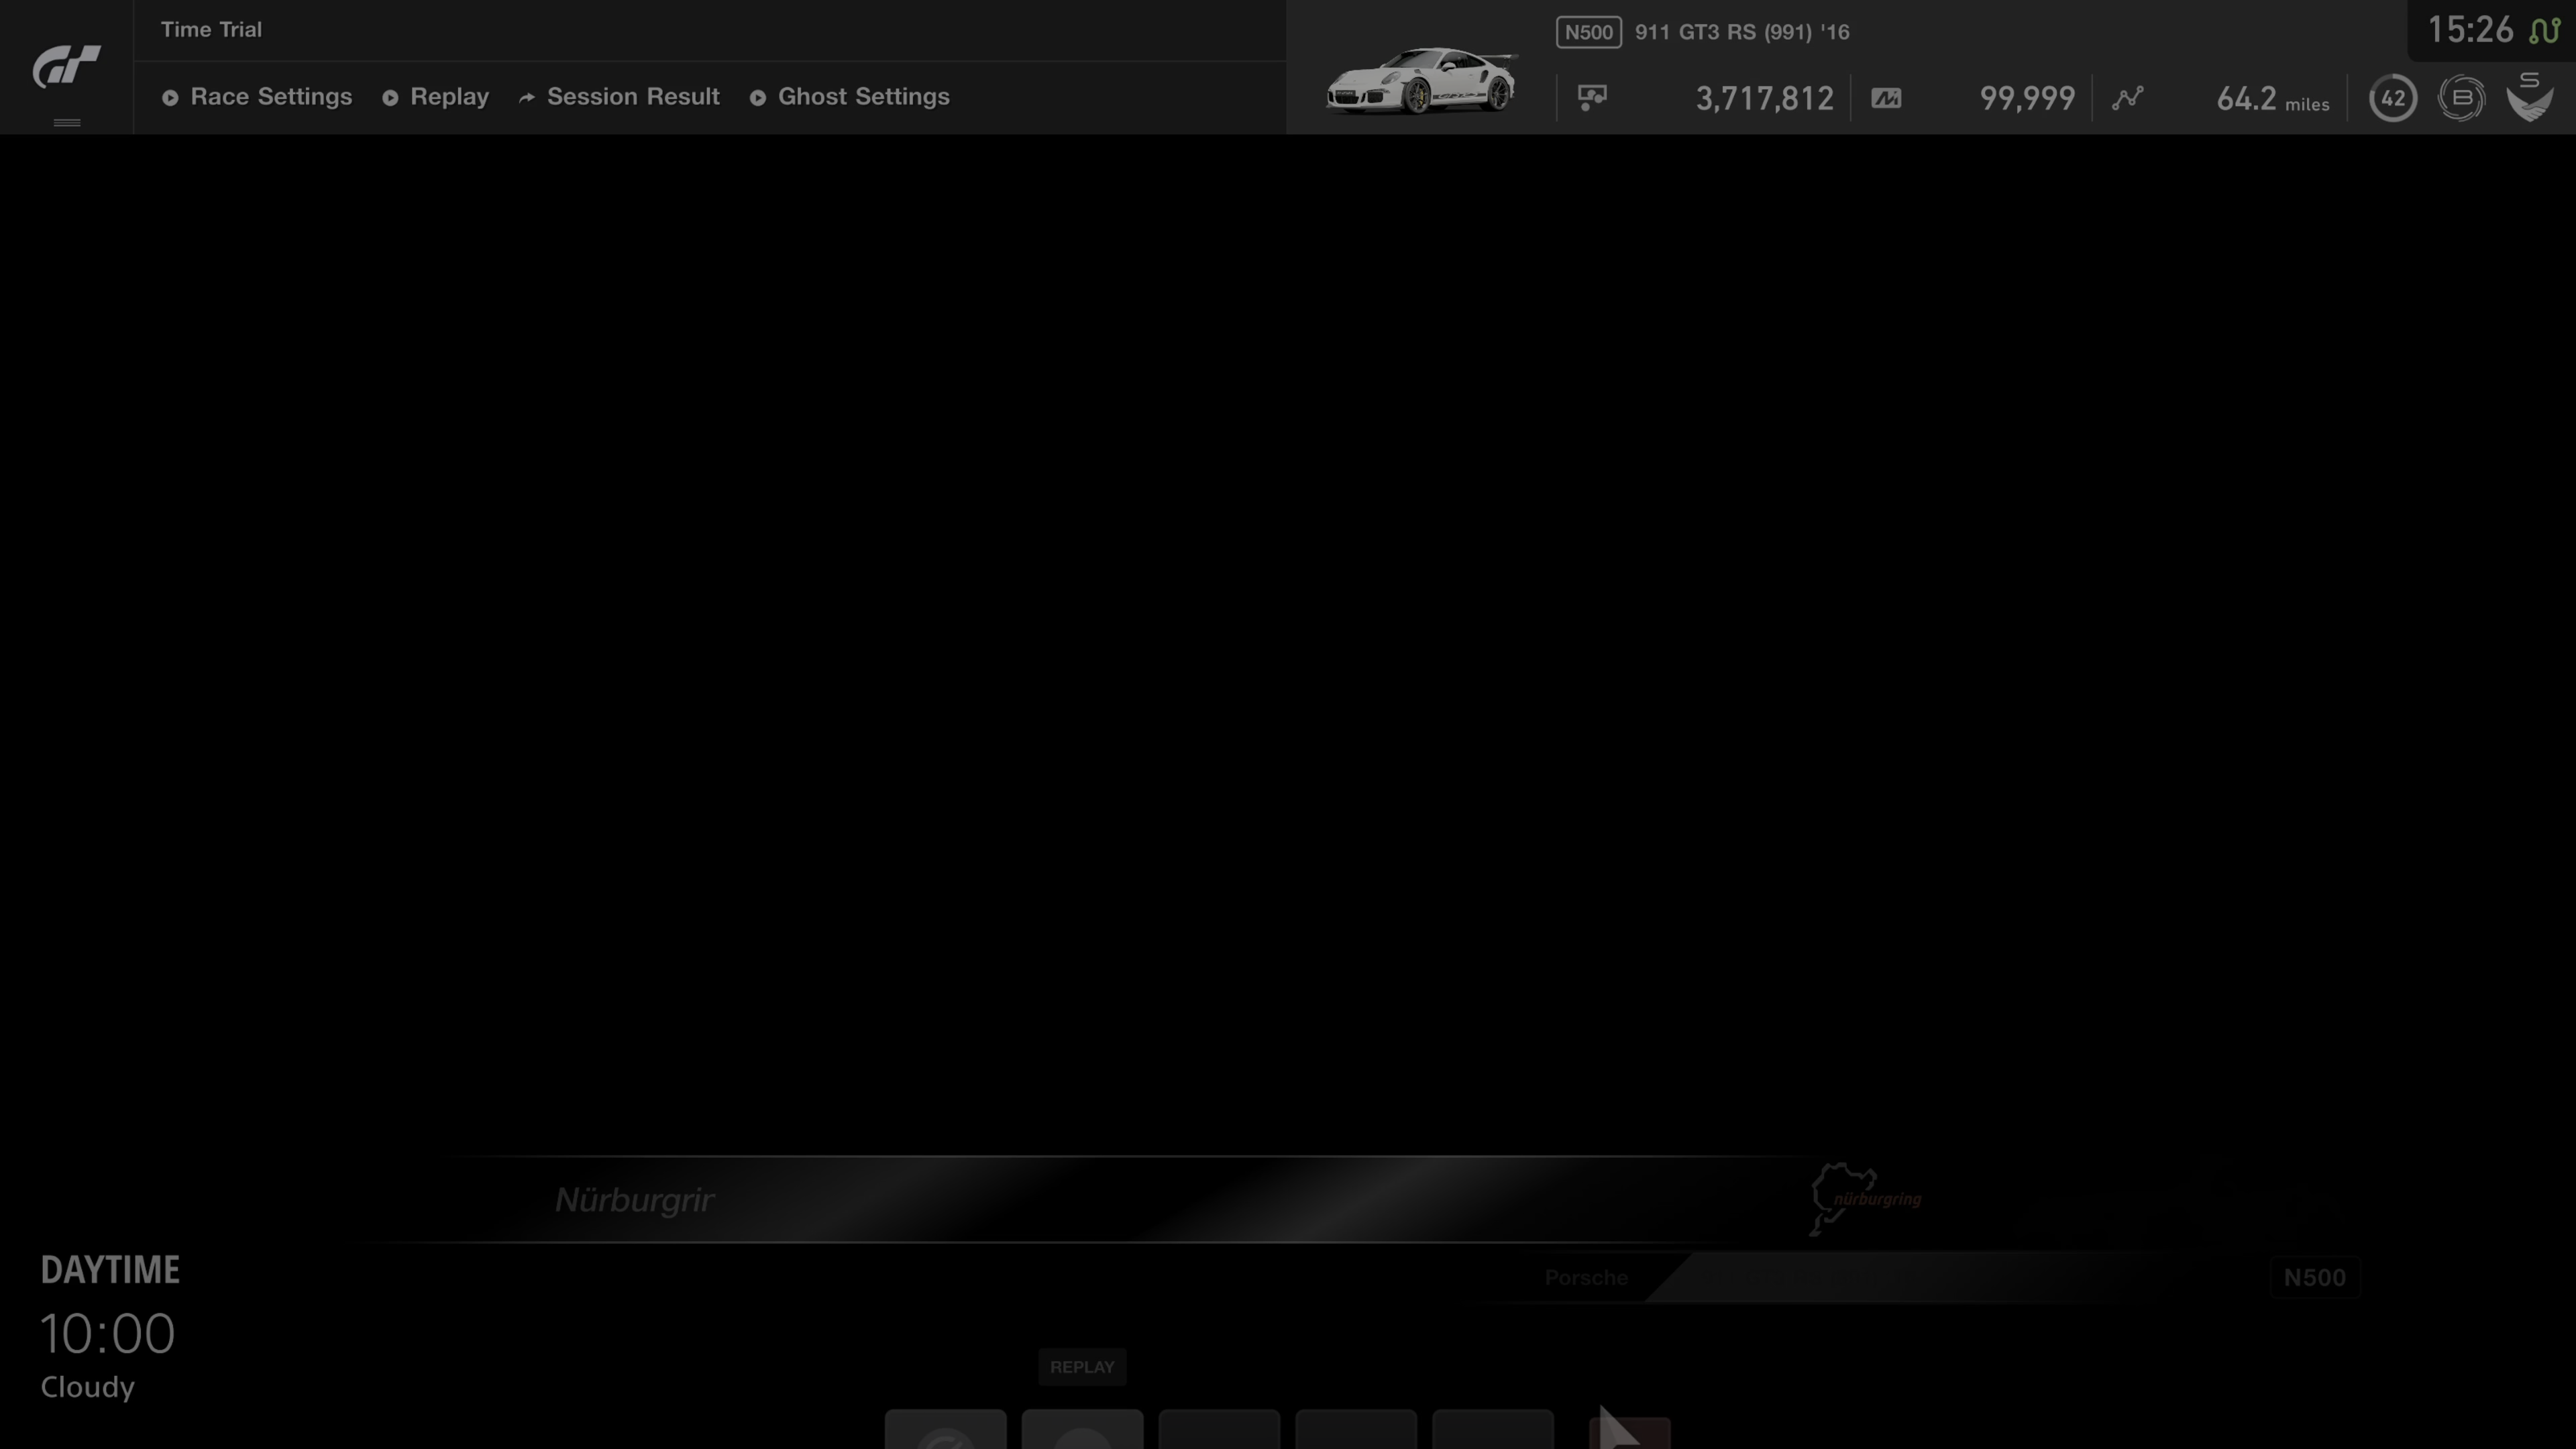 Time Trial
N500 911 GT3 RS (991) '16
15:26
Race Settings Replay Session Result Ghost Settings
3,717,812 99,999 64.2 miles 42 B S
Nürburgrir
nürburgring
DAYTIME
Porsche
N500
10:00
REPLAY
Cloudy